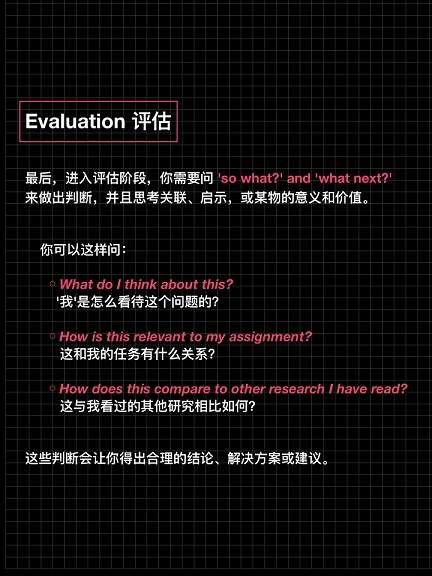 Evaluation 评估
最后，进入评估阶段，你需要问 'so what?' and 'what next?'
来做出判断，并且思考关联、启示，或某物的意义和价值。
你可以这样问：
What do I think about this?
'我'是怎么看待这个问题的？
How is this relevant to my assignment?
这和我的任务有什么关系？
How does this compare to other research I have read?
这与我看过的其他研究相比如何？
这些判断会让你得出合理的结论、解决方案或建议。